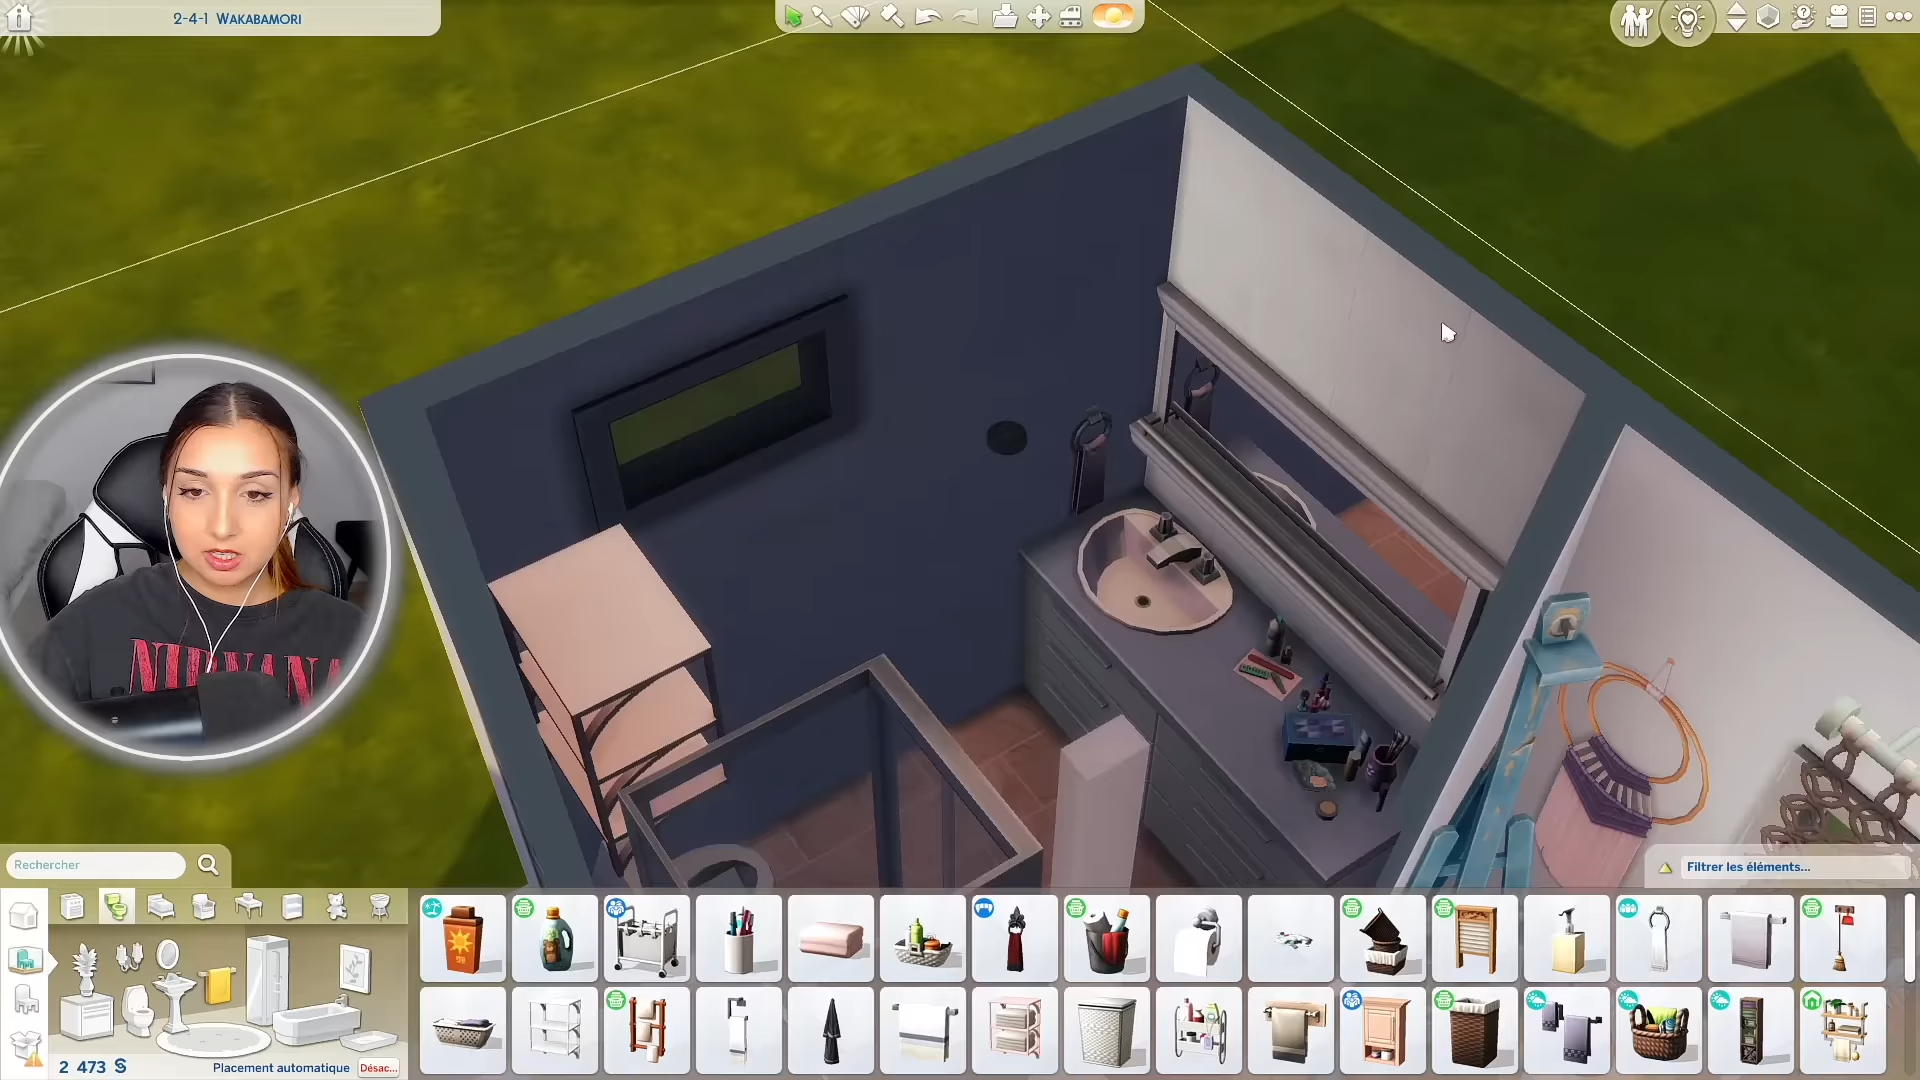 2-4-1 Wakabamori
NIRVANA
Rechercher
Filtrer les éléments...
2 473 §
Placement automatique
Désac...